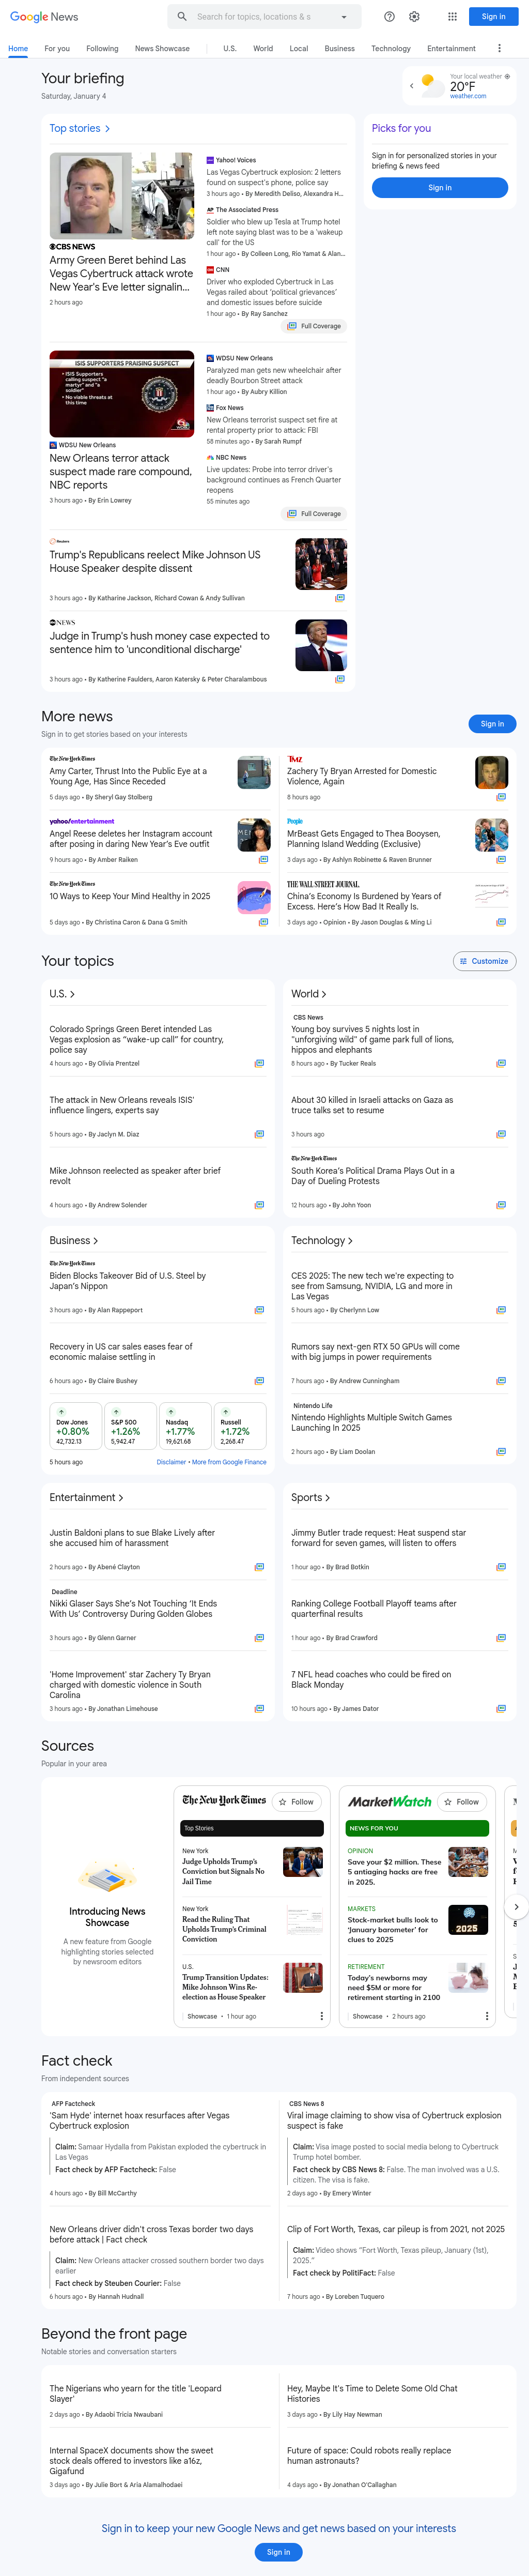 Google News
Search for topics, locations & s
Sign in
Home
For you
Following
News Showcase
U.S.
World
Local
Business
Technology
Entertainment
Your briefing
Saturday, January 4
Your local weather
20°F
weather.com
Top stories
CBS NEWS
Army Green Beret behind Las
Vegas Cybertruck attack wrote
New Year's Eve letter signalin...
2 hours ago
Yahoo! Voices
Las Vegas Cybertruck explosion: 2 letters
found on suspect's phone, police say
3 hours ago • By Meredith Deliso, Alexandra H...
AP The Associated Press
Soldier who blew up Tesla at Trump hotel
left note saying blast was to be a 'wakeup
call' for the US
1 hour ago • By Colleen Long, Rio Yamat & Alan...
CNN
Driver who exploded Cybertruck in Las
Vegas railed about 'political grievances'
and domestic issues before suicide
1 hour ago • By Ray Sanchez
Full Coverage
Picks for you
Sign in for personalized stories in your
briefing & news feed
Sign in
ISIS SUPPORTERS PRAISING SUSPECT
• ISIS Supporters
calling suspect "a
martyr" and "a
soldier"
• No viable threats at
this time
WDSU New Orleans
New Orleans terror attack
suspect made rare compound,
NBC reports
3 hours ago • By Erin Lowrey
WDSU New Orleans
Paralyzed man gets new wheelchair after
deadly Bourbon Street attack
1 hour ago • By Aubry Killion
Fox News
New Orleans terrorist suspect set fire at
rental property prior to attack: FBI
58 minutes ago • By Sarah Rumpf
NBC News
Live updates: Probe into terror driver's
background continues as French Quarter
reopens
55 minutes ago
Full Coverage
Reuters
Trump's Republicans reelect Mike Johnson US
House Speaker despite dissent
3 hours ago • By Katharine Jackson, Richard Cowan & Andy Sullivan
abc NEWS
Judge in Trump's hush money case expected to
sentence him to 'unconditional discharge'
3 hours ago • By Katherine Faulders, Aaron Katersky & Peter Charalambous
More news
Sign in to get stories based on your interests
Sign in
The New York Times
Amy Carter, Thrust Into the Public Eye at a
Young Age, Has Since Receded
5 days ago • By Sheryl Gay Stolberg
TMZ
Zachery Ty Bryan Arrested for Domestic
Violence, Again
8 hours ago
yahoo!entertainment
Angel Reese deletes her Instagram account
after posing in daring New Year's Eve outfit
9 hours ago • By Amber Raiken
People
MrBeast Gets Engaged to Thea Booysen,
Planning Island Wedding (Exclusive)
3 days ago • By Ashlyn Robinette & Raven Brunner
The New York Times
10 Ways to Keep Your Mind Healthy in 2025
5 days ago • By Christina Caron & Dana G Smith
THE WALL STREET JOURNAL.
China's Economy Is Burdened by Years of
Excess. Here's How Bad It Really Is.
3 days ago • Opinion • By Jason Douglas & Ming Li
Your topics
Customize
U.S.
Colorado Springs Green Beret intended Las
Vegas explosion as "wake-up call" for country,
police say
4 hours ago • By Olivia Prentzel
The attack in New Orleans reveals ISIS'
influence lingers, experts say
5 hours ago • By Jaclyn M. Diaz
Mike Johnson reelected as speaker after brief
revolt
4 hours ago • By Andrew Solender
World
CBS News
Young boy survives 5 nights lost in
"unforgiving wild" of game park full of lions,
hippos and elephants
8 hours ago • By Tucker Reals
About 30 killed in Israeli attacks on Gaza as
truce talks set to resume
3 hours ago
The New York Times
South Korea's Political Drama Plays Out in a
Day of Dueling Protests
12 hours ago • By John Yoon
Business
The New York Times
Biden Blocks Takeover Bid of U.S. Steel by
Japan's Nippon
3 hours ago • By Alan Rappeport
Recovery in US car sales eases fear of
economic malaise settling in
6 hours ago • By Claire Bushey
Dow Jones
+0.80%
42,732.13
S&P 500
+1.26%
5,942.47
Nasdaq
+1.77%
19,621.68
Russell
+1.72%
2,268.47
5 hours ago
Disclaimer • More from Google Finance
Technology
CES 2025: The new tech we're expecting to
see from Samsung, NVIDIA, LG and more in
Las Vegas
5 hours ago • By Cherlynn Low
Rumors say next-gen RTX 50 GPUs will come
with big jumps in power requirements
7 hours ago • By Andrew Cunningham
Nintendo Life
Nintendo Highlights Multiple Switch Games
Launching In 2025
2 hours ago • By Liam Doolan
Entertainment
Justin Baldoni plans to sue Blake Lively after
she accused him of harassment
2 hours ago • By Abené Clayton
Deadline
Nikki Glaser Says She's Not Touching 'It Ends
With Us' Controversy During Golden Globes
3 hours ago • By Glenn Garner
'Home Improvement' star Zachery Ty Bryan
charged with domestic violence in South
Carolina
3 hours ago • By Jonathan Limehouse
Sports
Jimmy Butler trade request: Heat suspend star
forward for seven games, will listen to offers
1 hour ago • By Brad Botkin
Ranking College Football Playoff teams after
quarterfinal results
1 hour ago • By Brad Crawford
7 NFL head coaches who could be fired on
Black Monday
10 hours ago • By James Dator
Sources
Popular in your area
Introducing News
Showcase
A new feature from Google
highlighting stories selected
by newsroom editors
The New York Times
Follow
Top Stories
New York
Judge Upholds Trump's
Conviction but Signals No
Jail Time
New York
Read the Ruling That
Upholds Trump's Criminal
Conviction
U.S.
Trump Transition Updates:
Mike Johnson Wins Re-
election as House Speaker
Showcase • 1 hour ago
MarketWatch
Follow
NEWS FOR YOU
OPINION
Save your $2 million. These
5 antiaging hacks are free
in 2025.
MARKETS
Stock-market bulls look to
'January barometer' for
clues to 2025
2025
RETIREMENT
Today's newborns may
need $5M or more for
retirement starting in 2100
Showcase • 2 hours ago
Fact check
From independent sources
AFP Factcheck
'Sam Hyde' internet hoax resurfaces after Vegas
Cybertruck explosion
Claim: Samaar Hydalla from Pakistan exploded the cybertruck in
Las Vegas
Fact check by AFP Factcheck: False
4 hours ago • By Bill McCarthy
CBS News 8
Viral image claiming to show visa of Cybertruck explosion
suspect is fake
Claim: Visa image posted to social media belong to Cybertruck
Trump hotel bomber.
Fact check by CBS News 8: False. The man involved was a U.S.
citizen. The visa is fake.
2 days ago • By Emery Winter
New Orleans driver didn't cross Texas border two days
before attack | Fact check
Claim: New Orleans attacker crossed southern border two days
earlier
Fact check by Steuben Courier: False
6 hours ago • By Hannah Hudnall
Clip of Fort Worth, Texas, car pileup is from 2021, not 2025
Claim: Video shows "Fort Worth, Texas pileup, January (1st),
2025."
Fact check by PolitiFact: False
7 hours ago • By Loreben Tuquero
Beyond the front page
Notable stories and conversation starters
The Nigerians who yearn for the title 'Leopard
Slayer'
2 days ago • By Adaobi Tricia Nwaubani
Hey, Maybe It's Time to Delete Some Old Chat
Histories
3 days ago • By Lily Hay Newman
Internal SpaceX documents show the sweet
stock deals offered to investors like a16z,
Gigafund
3 days ago • By Julie Bort & Aria Alamalhodaei
Future of space: Could robots really replace
human astronauts?
4 days ago • By Jonathan O'Callaghan
Sign in to keep your new Google News and get news based on your interests
Sign in